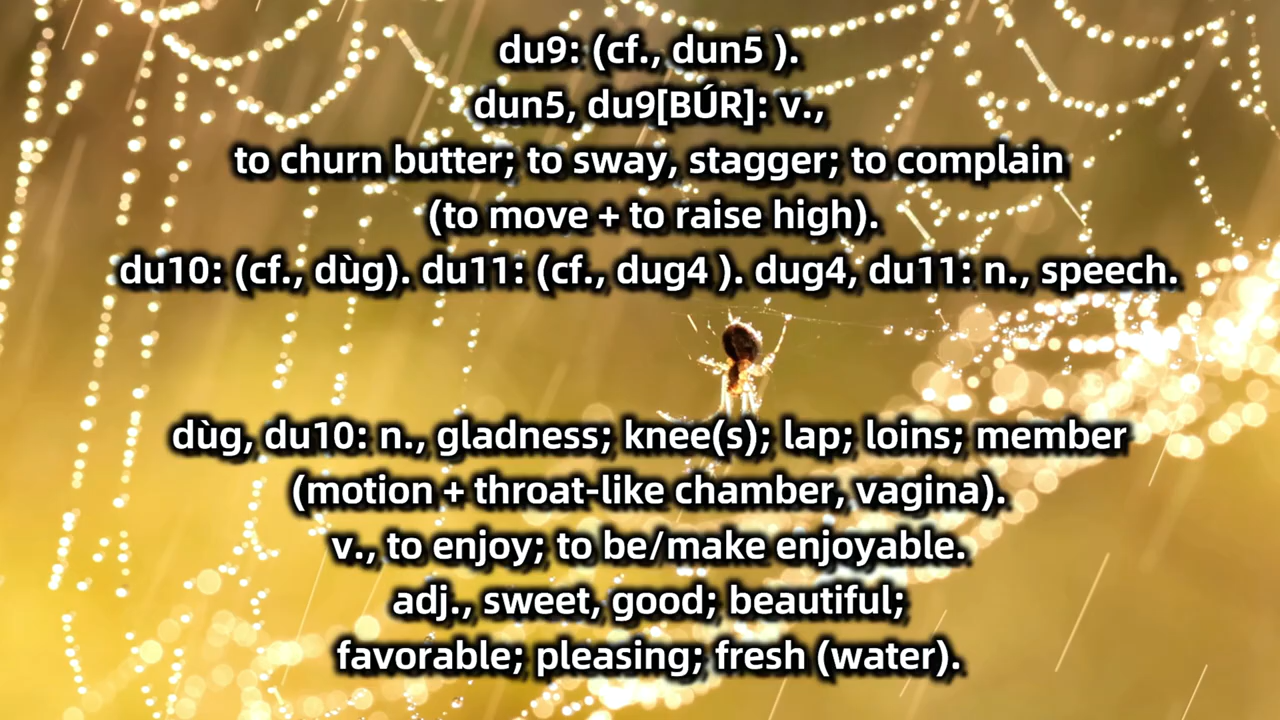 du9: (cf., dun5 ).
dun5, du9[BÚR]: v.,
to churn butter; to sway, stagger; to complain
(to move + to raise high).
du10: (cf., dùg). du11: (cf., dug4 ). dug4, du11: n., speech.
dùg, du10: n., gladness; knee(s); lap; loins; member
(motion + throat-like chamber, vagina).
v., to enjoy; to be/make enjoyable.
adj., sweet, good; beautiful;
favorable; pleasing; fresh (water).